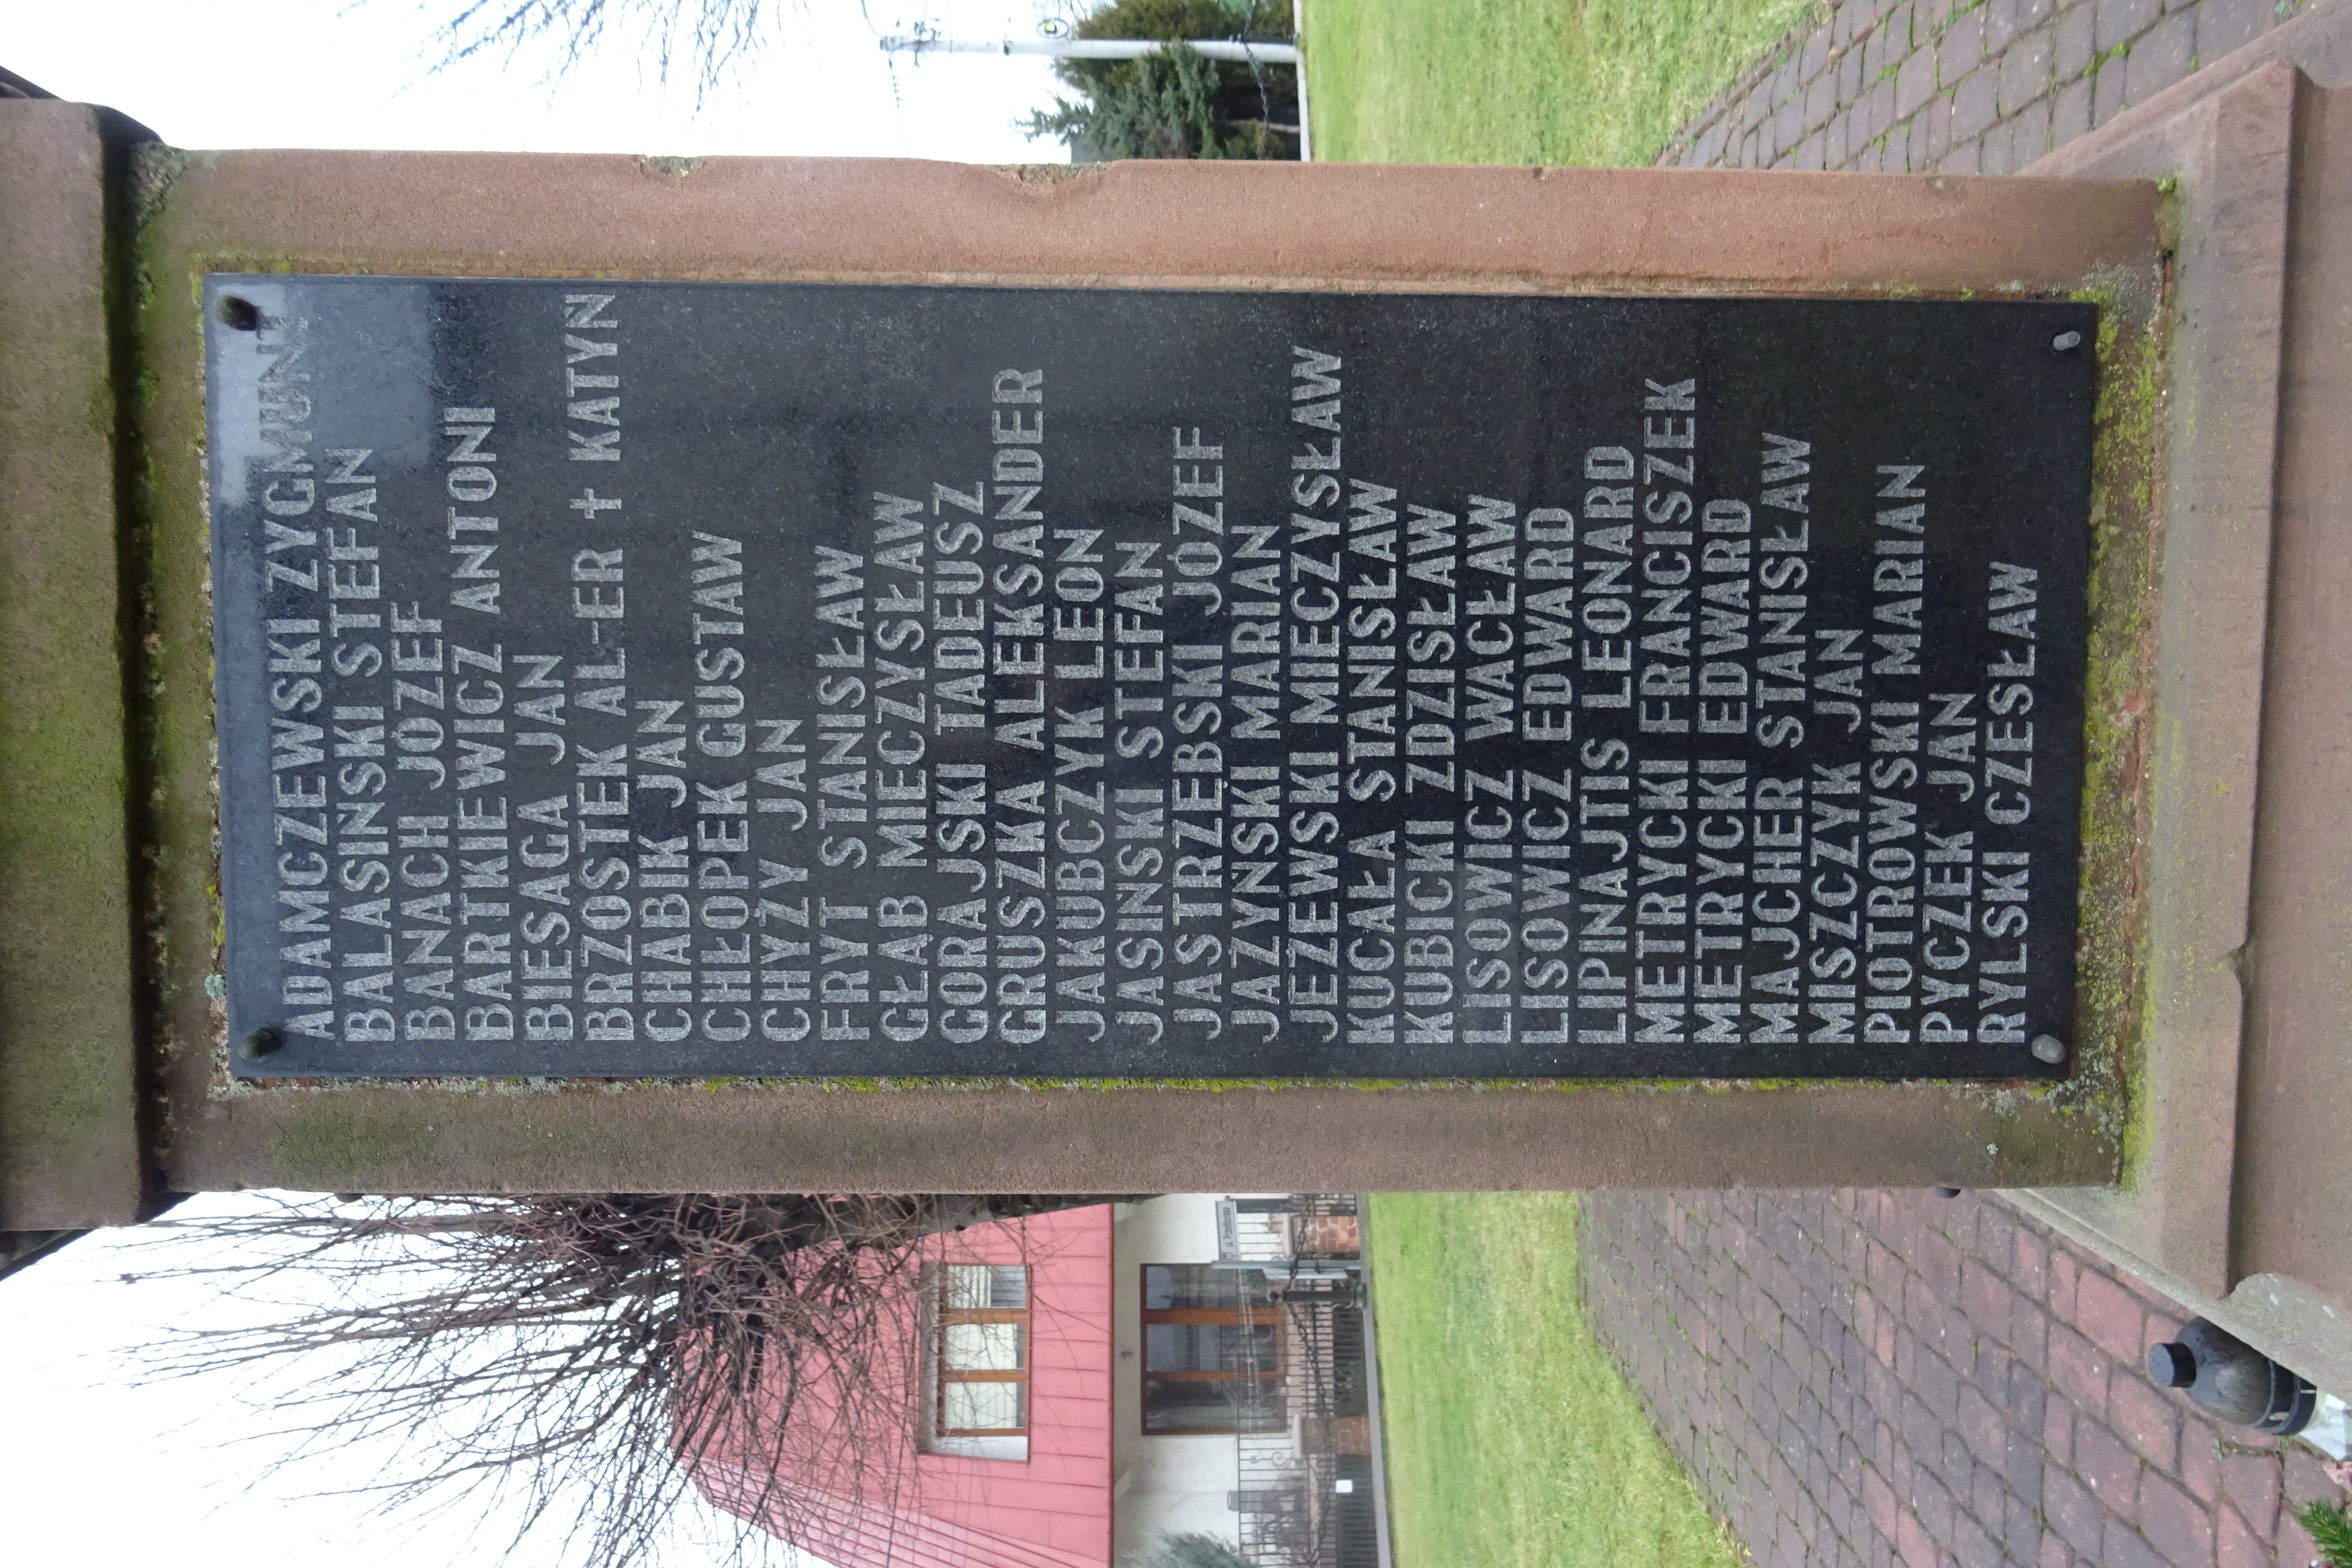 ADAMCZEWSKI ZYGMUNT
BALASIŃSKI STEFAN
BANACH JÓZEF
BARTKIEWICZ ANTONI
BIESAGA JAN
BRZOSTEK AL-ER † KATYN
CHABIK JAN
CHŁOPEK GUSTAW
CHYŻY JAN
FRYT STANISŁAW
GŁĄB MIECZYSŁAW
GORAJSKI TADEUSZ
GRUSZKA ALEKSANDER
JAKUBCZYK LEON
JASIŃSKI STEFAN
JASTRZĘBSKI JÓZEF
JAŻYŃSKI MARIAN
JEŻEWSKI MIECZYSŁAW
KUCAŁA STANISŁAW
KUBICKI ZDZISŁAW
LISOWICZ WACŁAW
LISOWICZ EDWARD
LIPINAJTIS LEONARD
METRYCKI FRANCISZEK
METRYCKI EDWARD
MAJCHER STANISŁAW
MISZCZYK JAN
PIOTROWSKI MARIAN
PYCZEK JAN
RYLSKI CZESŁAW